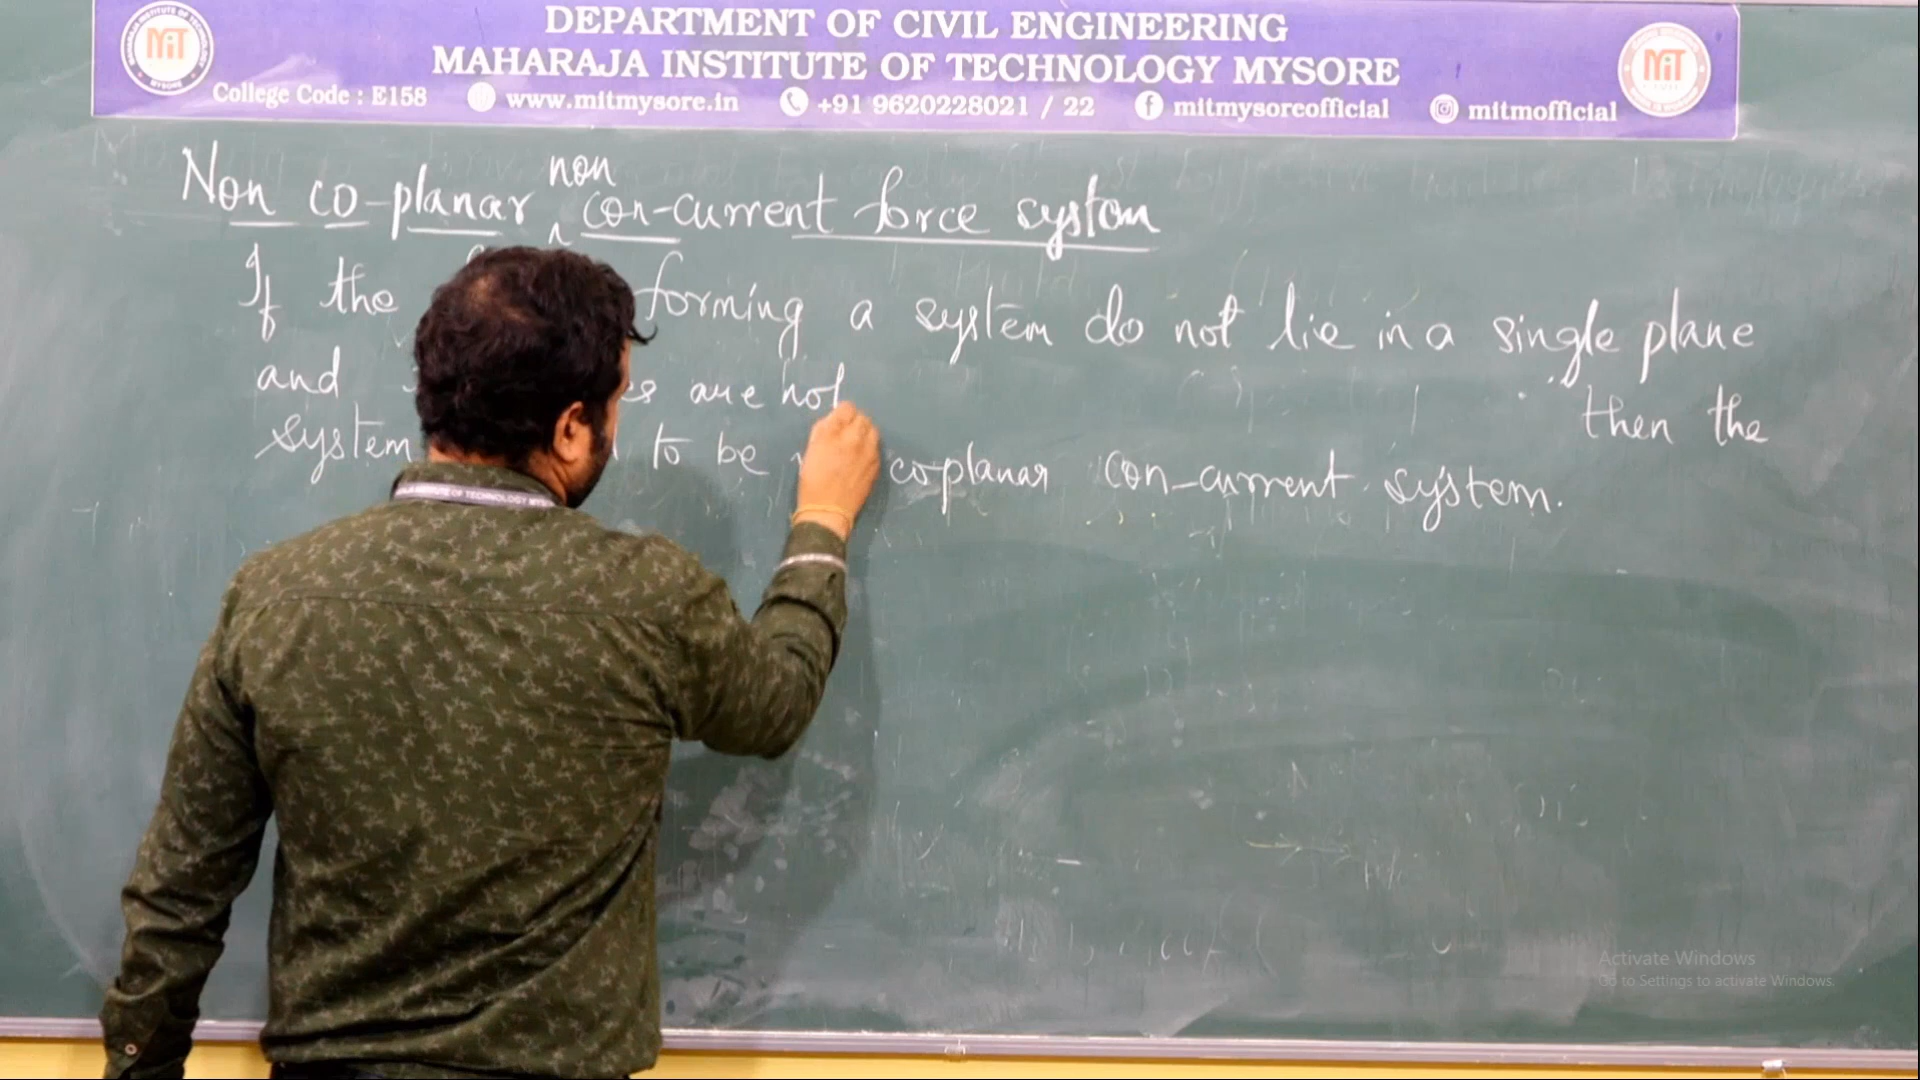 DEPARTMENT OF CIVIL ENGINEERING
MAHARAJA INSTITUTE OF TECHNOLOGY MYSORE
College Code : E158 www.mitmysore.in +91 9620228021 / 22 mitmysoreofficial mitmofficial
MIT
MIT
non
Non co-planar ^ con-current force system
If the forming a system do not lie in a single plane
and are not then the
system to be coplanar con-current system.
Activate Windows
Go to Settings to activate Windows.